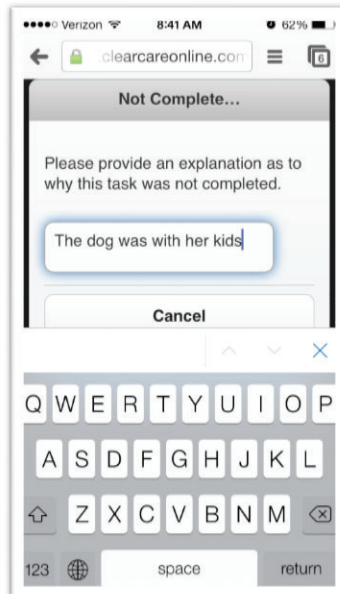 Verizon 8:41 AM 62%
clearcareonline.com 6
Not Complete...
Please provide an explanation as to
why this task was not completed.
The dog was with her kids
Cancel
Q W E R T Y U I O P
A S D F G H J K L
Z X C V B N M
123 space return